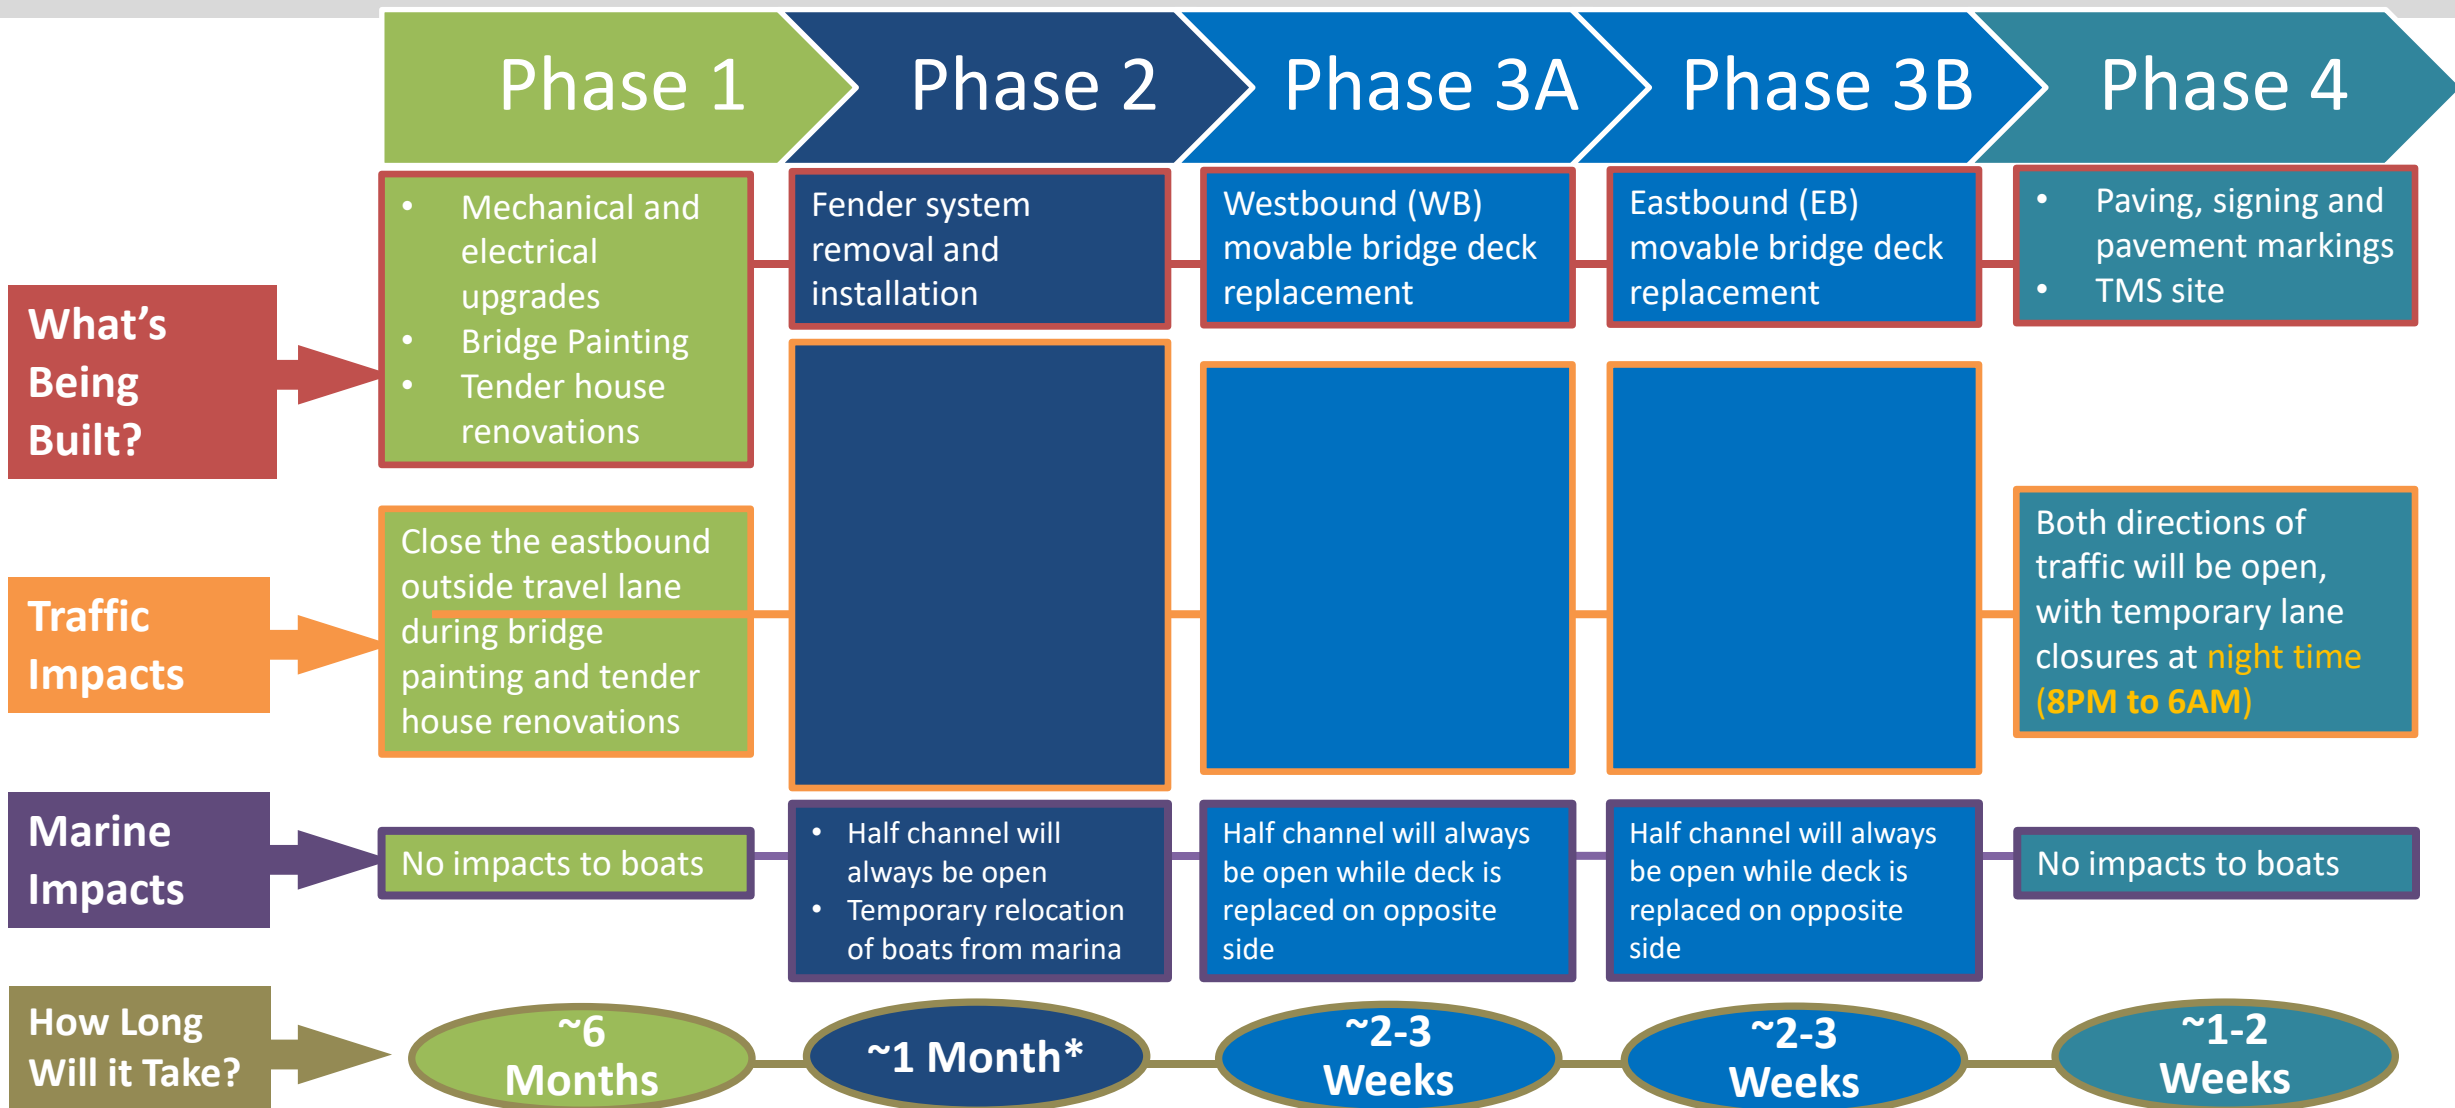 Phase 1
Phase 2
Phase 3A
Phase 3B
Phase 4
What’s
Being
Built?
• Mechanical and
electrical
upgrades
• Bridge Painting
• Tender house
renovations
Fender system
removal and
installation
Westbound (WB)
movable bridge deck
replacement
Eastbound (EB)
movable bridge deck
replacement
• Paving, signing and
pavement markings
• TMS site
Traffic
Impacts
Close the eastbound
outside travel lane
during bridge
painting and tender
house renovations
Both directions of
traffic will be open,
with temporary lane
closures at night time
(8PM to 6AM)
Marine
Impacts
No impacts to boats
• Half channel will
always be open
• Temporary relocation
of boats from marina
Half channel will always
be open while deck is
replaced on opposite
side
Half channel will always
be open while deck is
replaced on opposite
side
No impacts to boats
How Long
Will it Take?
~6
Months
~1 Month*
~2-3
Weeks
~2-3
Weeks
~1-2
Weeks